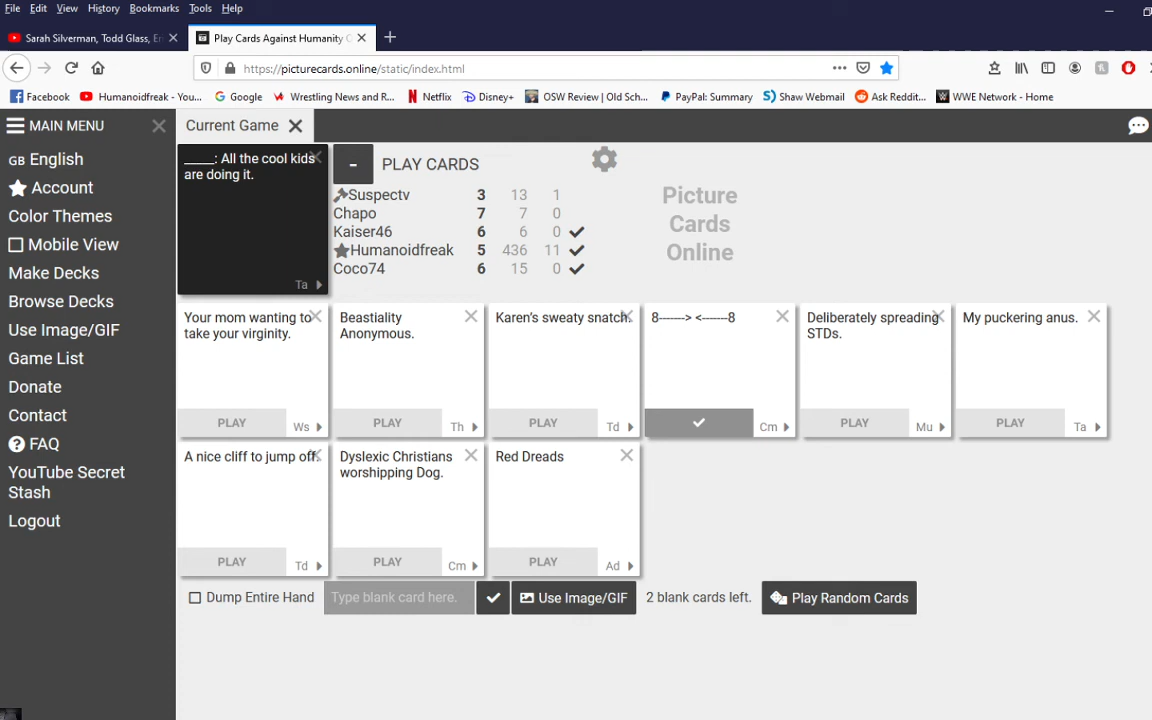 File Edit View History Bookmarks Tools Help
Sarah Silverman, Todd Glass, Er
Play Cards Against Humanity O
https://picturecards.online/static/index.html
Facebook Humanoidfreak - You... Google Wrestling News and R... Netflix Disney+ OSW Review | Old Sch... PayPal: Summary Shaw Webmail Ask Reddit... WWE Network - Home
MAIN MENU
Current Game
GB English
Account
Color Themes
Mobile View
Make Decks
Browse Decks
Use Image/GIF
Game List
Donate
Contact
FAQ
YouTube Secret
Stash
Logout
_____: All the cool kids
are doing it.
Ta
- PLAY CARDS
Suspectv 3 13 1
Chapo 7 7 0
Kaiser46 6 6 0
Humanoidfreak 5 436 11
Coco74 6 15 0
Picture
Cards
Online
Your mom wanting to
take your virginity.
PLAY Ws
Beastiality
Anonymous.
PLAY Th
Karen's sweaty snatch.
PLAY Td
8-------> <-------8
Cm
Deliberately spreading
STDs.
PLAY Mu
My puckering anus.
PLAY Ta
A nice cliff to jump off.
PLAY Td
Dyslexic Christians
worshipping Dog.
PLAY Cm
Red Dreads
PLAY Ad
Dump Entire Hand Type blank card here. Use Image/GIF 2 blank cards left. Play Random Cards